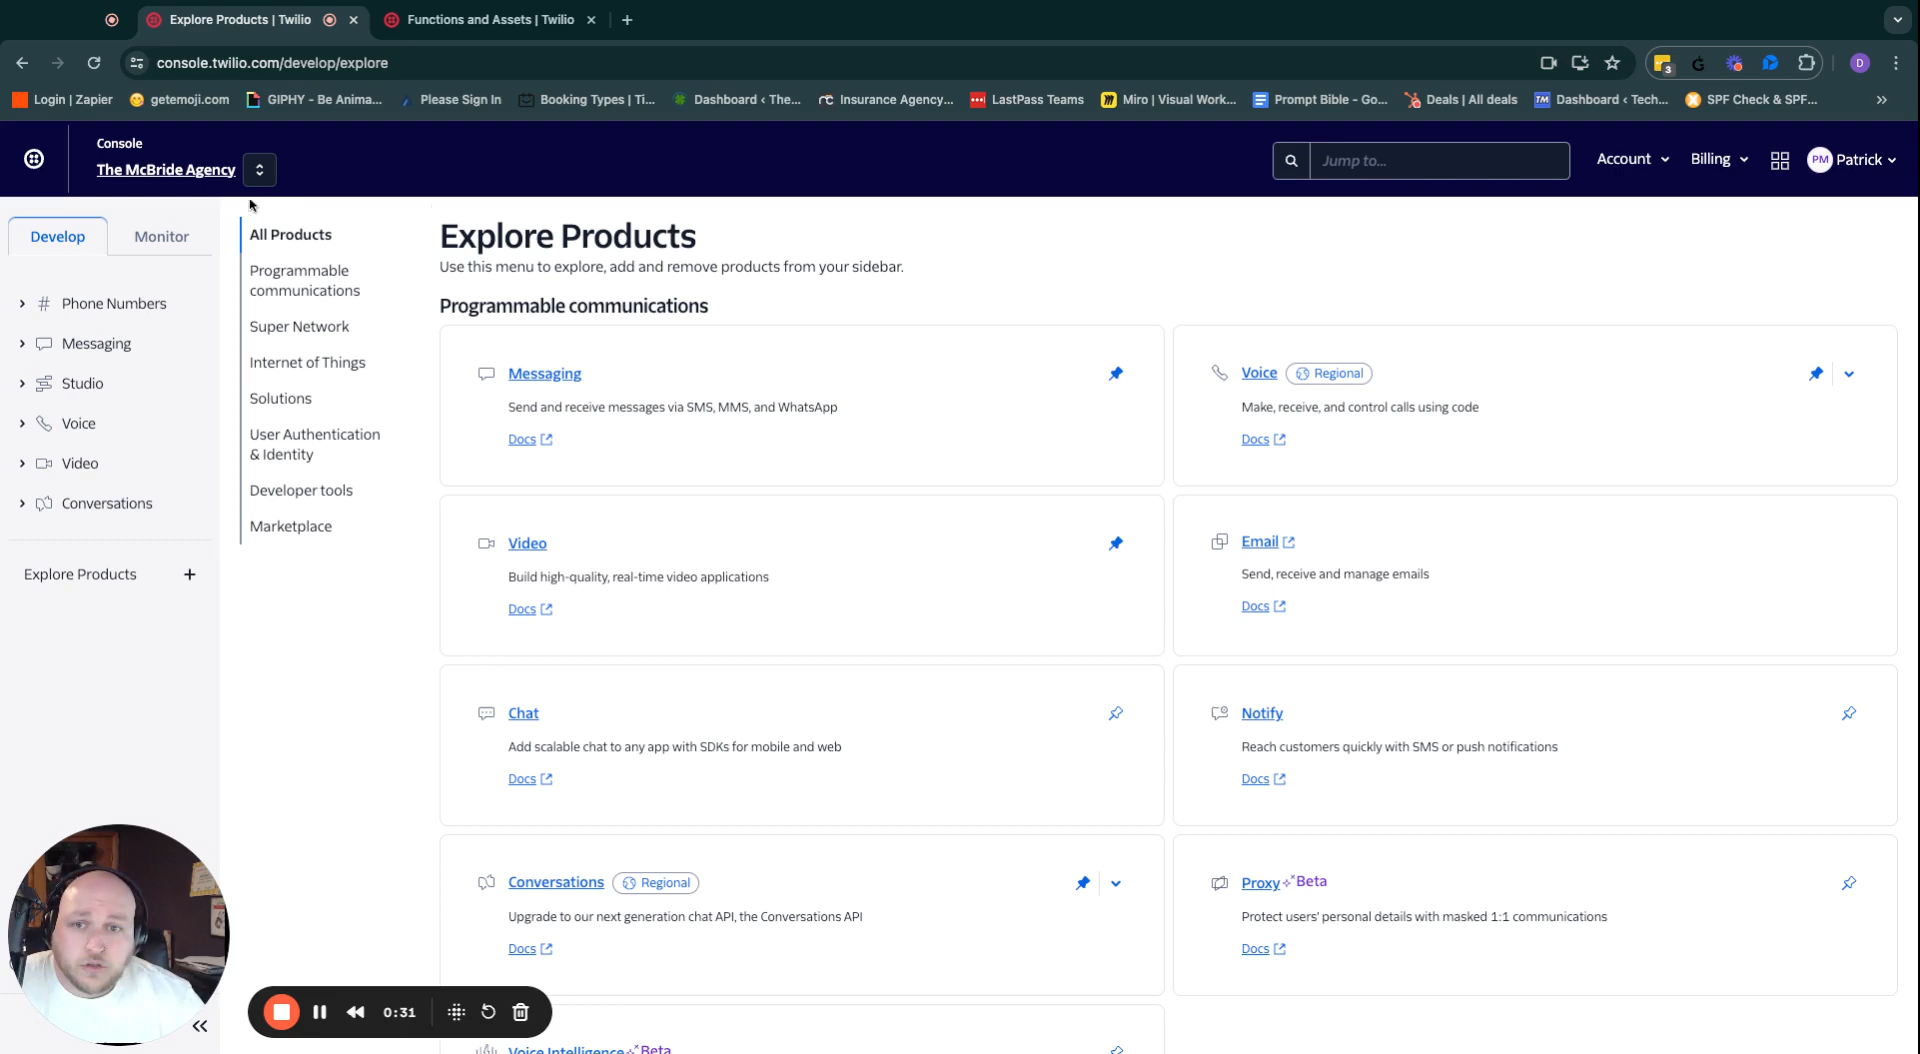 Explore Products | Twilio
Functions and Assets | Twilio
console.twilio.com/develop/explore
3
D
Login | Zapier
getemoji.com
GIPHY - Be Anima...
Please Sign In
Booking Types | Ti...
Dashboard ‹ The...
Insurance Agency...
LastPass Teams
Miro | Visual Work...
Prompt Bible - Go...
Deals | All deals
TM
Dashboard ‹ Tech...
SPF Check & SPF...
Console
The McBride Agency
Jump to...
Account
Billing
PM
Patrick
Develop
Monitor
Phone Numbers
Messaging
Studio
Voice
Video
Conversations
Explore Products
All Products
Programmable
communications
Super Network
Internet of Things
Solutions
User Authentication
& Identity
Developer tools
Marketplace
Explore Products
Use this menu to explore, add and remove products from your sidebar.
Programmable communications
Messaging
Send and receive messages via SMS, MMS, and WhatsApp
Docs
Voice
Regional
Make, receive, and control calls using code
Docs
Video
Build high-quality, real-time video applications
Docs
Email
Send, receive and manage emails
Docs
Chat
Add scalable chat to any app with SDKs for mobile and web
Docs
Notify
Reach customers quickly with SMS or push notifications
Docs
Conversations
Regional
Upgrade to our next generation chat API, the Conversations API
Docs
Proxy
Beta
Protect users' personal details with masked 1:1 communications
Docs
Voice Intelligence
Beta
0:31